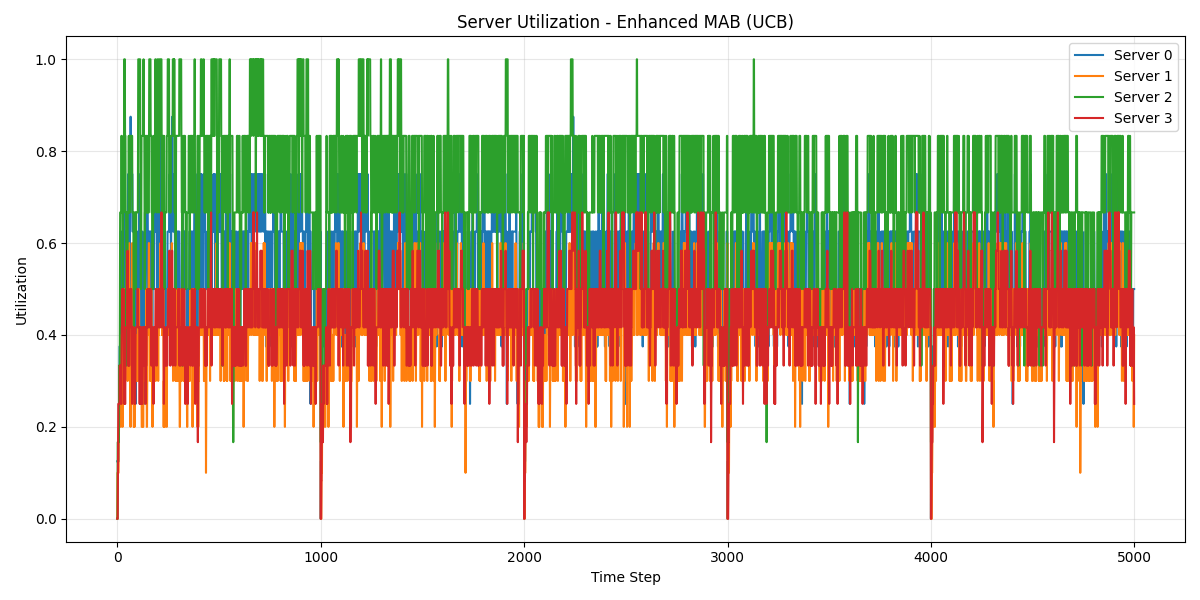 Server Utilization - Enhanced MAB (UCB)
Server 0
Server 1
Server 2
Server 3
Utilization
1.0
0.8
0.6
0.4
0.2
0.0
0 1000 2000 3000 4000 5000
Time Step